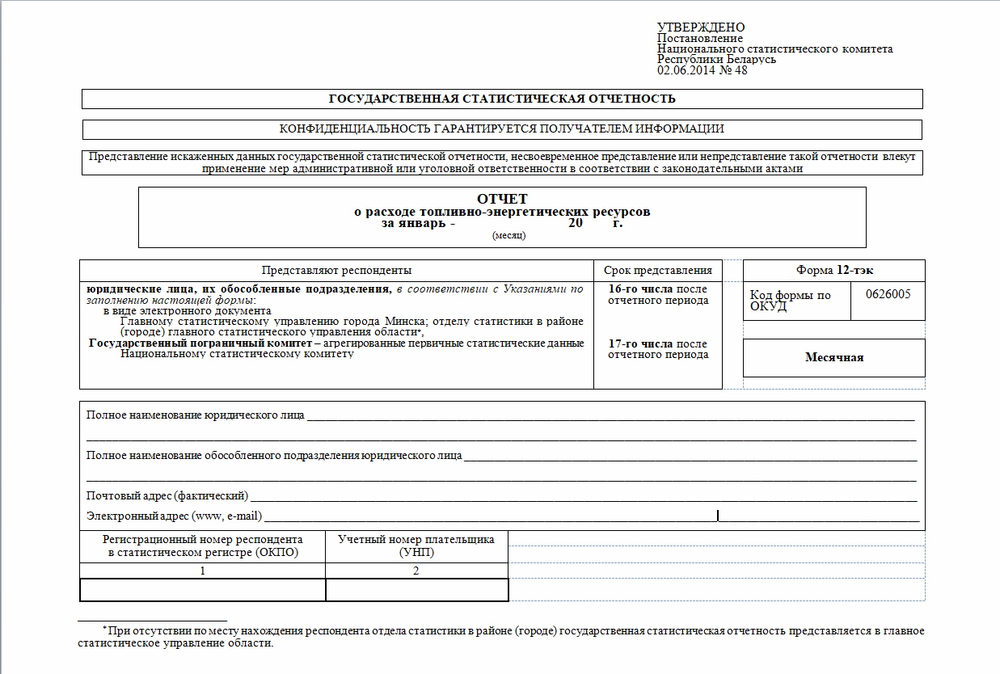 УТВЕРЖДЕНО
Постановление
Национального статистического комитета
Республики Беларусь
02.06.2014 № 48
ГОСУДАРСТВЕННАЯ СТАТИСТИЧЕСКАЯ ОТЧЕТНОСТЬ
КОНФИДЕНЦИАЛЬНОСТЬ ГАРАНТИРУЕТСЯ ПОЛУЧАТЕЛЕМ ИНФОРМАЦИИ
Представление искаженных данных государственной статистической отчетности, несвоевременное представление или непредставление такой отчетности влекут
применение мер административной или уголовной ответственности в соответствии с законодательными актами
ОТЧЕТ
о расходе топливно-энергетических ресурсов
за январь - 20 г.
(месяц)
Представляют респонденты
юридические лица, их обособленные подразделения, в соответствии с Указаниями по
заполнению настоящей формы:
в виде электронного документа
Главному статистическому управлению города Минска; отделу статистики в районе
(городе) главного статистического управления области*,
Государственный пограничный комитет – агрегированные первичные статистические данные
Национальному статистическому комитету
Срок представления
16-го числа после
отчетного периода
17-го числа после
отчетного периода
Форма 12-тэк
Код формы по
ОКУД
0626005
Месячная
Полное наименование юридического лица
Полное наименование обособленного подразделения юридического лица
Почтовый адрес (фактический)
Электронный адрес (www, e-mail)
Регистрационный номер респондента
в статистическом регистре (ОКПО)
Учетный номер плательщика
(УНП)
1
2
* При отсутствии по месту нахождения респондента отдела статистики в районе (городе) государственная статистическая отчетность представляется в главное
статистическое управление области.